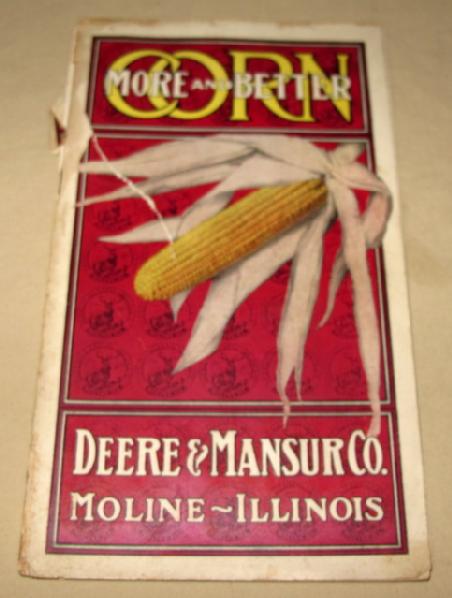 MORE AND BETTER
CORN
DEERE & MANSUR CO.
MOLINE ~ ILLINOIS